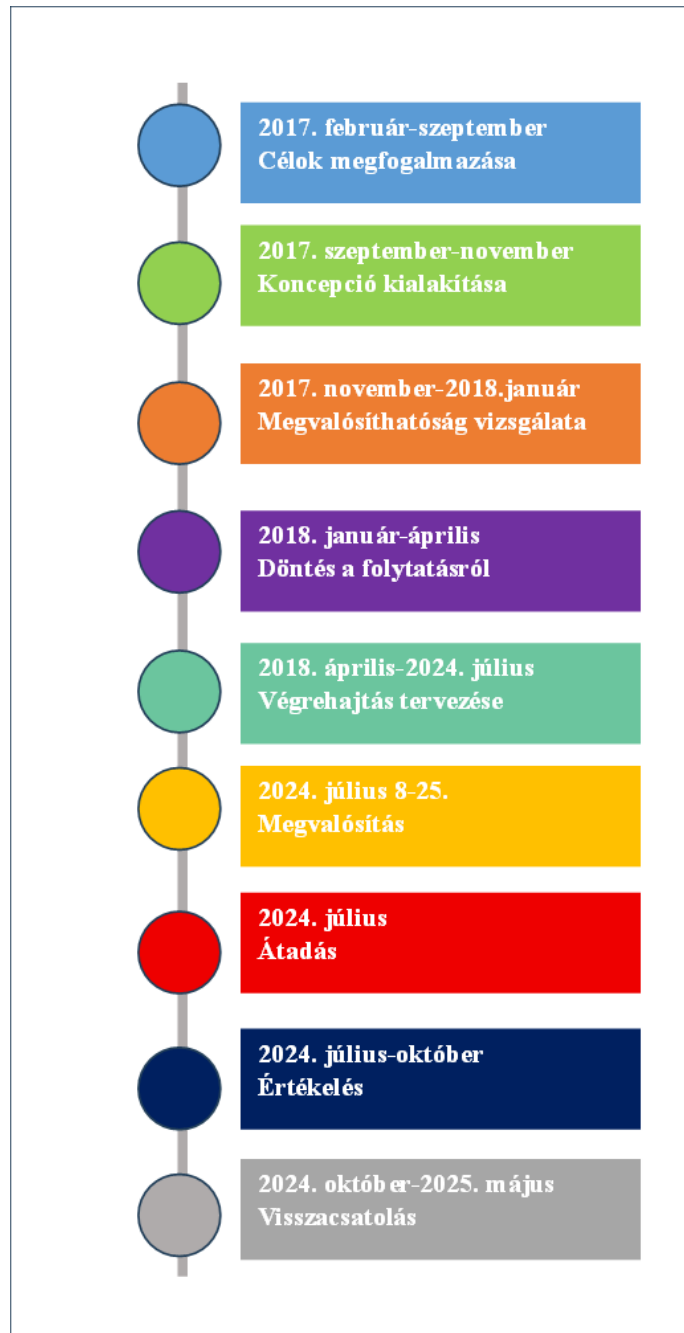 2017. február-szeptember
Célok megfogalmazása
2017. szeptember-november
Koncepció kialakítása
2017. november-2018.január
Megvalósíthatóság vizsgálata
2018. január-április
Döntés a folytatásról
2018. április-2024. július
Végrehajtás tervezése
2024. július 8-25.
Megvalósítás
2024. július
Átadás
2024. július-október
Értékelés
2024. október-2025. május
Visszacsatolás